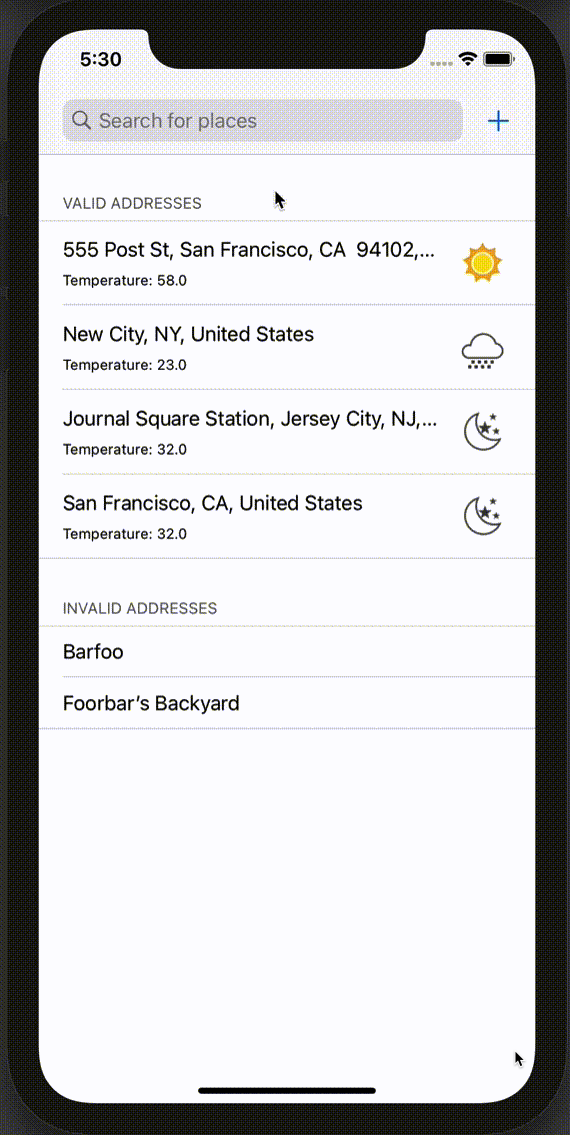 5:30
Search for places
VALID ADDRESSES
555 Post St, San Francisco, CA  94102,...
Temperature: 58.0
New City, NY, United States
Temperature: 23.0
Journal Square Station, Jersey City, NJ,...
Temperature: 32.0
San Francisco, CA, United States
Temperature: 32.0
INVALID ADDRESSES
Barfoo
Foorbar’s Backyard